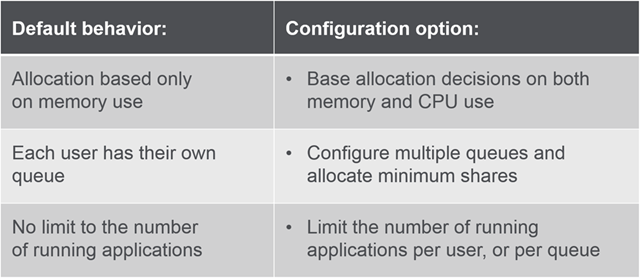 Default behavior:
Configuration option:
Allocation based only
on memory use
• Base allocation decisions on both
memory and CPU use
Each user has their own
queue
• Configure multiple queues and
allocate minimum shares
No limit to the number
of running applications
• Limit the number of running
applications per user, or per queue